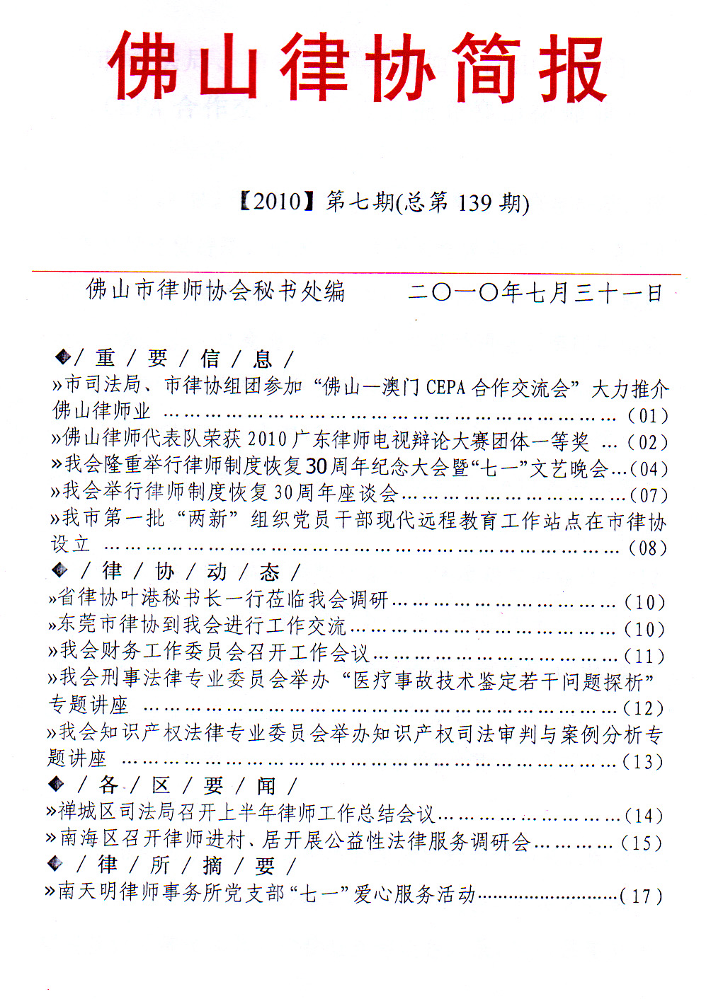 佛山律协简报
【2010】第七期(总第 139 期)
佛山市律师协会秘书处编 二〇一〇年七月三十一日
◆/ 重 / 要 / 信 / 息 /
»市司法局、市律协组团参加“佛山—澳门 CEPA 合作交流会”大力推介
佛山律师业 ……………………………………………………………(01)
»佛山律师代表队荣获 2010 广东律师电视辩论大赛团体一等奖 …(02)
»我会隆重举行律师制度恢复 30 周年纪念大会暨“七一”文艺晚会…(04)
»我会举行律师制度恢复 30 周年座谈会……………………………(07)
»我市第一批“两新”组织党员干部现代远程教育工作站点在市律协
设立 ……………………………………………………………………(08)
◆ / 律 / 协 / 动 / 态 /
»省律协叶港秘书长一行莅临我会调研………………………………(10)
»东莞市律协到我会进行工作交流……………………………………(10)
»我会财务工作委员会召开工作会议…………………………………(11)
»我会刑事法律专业委员会举办“医疗事故技术鉴定若干问题探析”
专题讲座 ………………………………………………………………(12)
»我会知识产权法律专业委员会举办知识产权司法审判与案例分析专
题讲座 …………………………………………………………………(13)
◆ / 各 / 区 / 要 / 闻 /
»禅城区司法局召开上半年律师工作总结会议………………………(14)
»南海区召开律师进村、居开展公益性法律服务调研会…………(15)
◆ / 律 / 所 / 摘 / 要 /
»南天明律师事务所党支部“七一”爱心服务活动………………………(17)